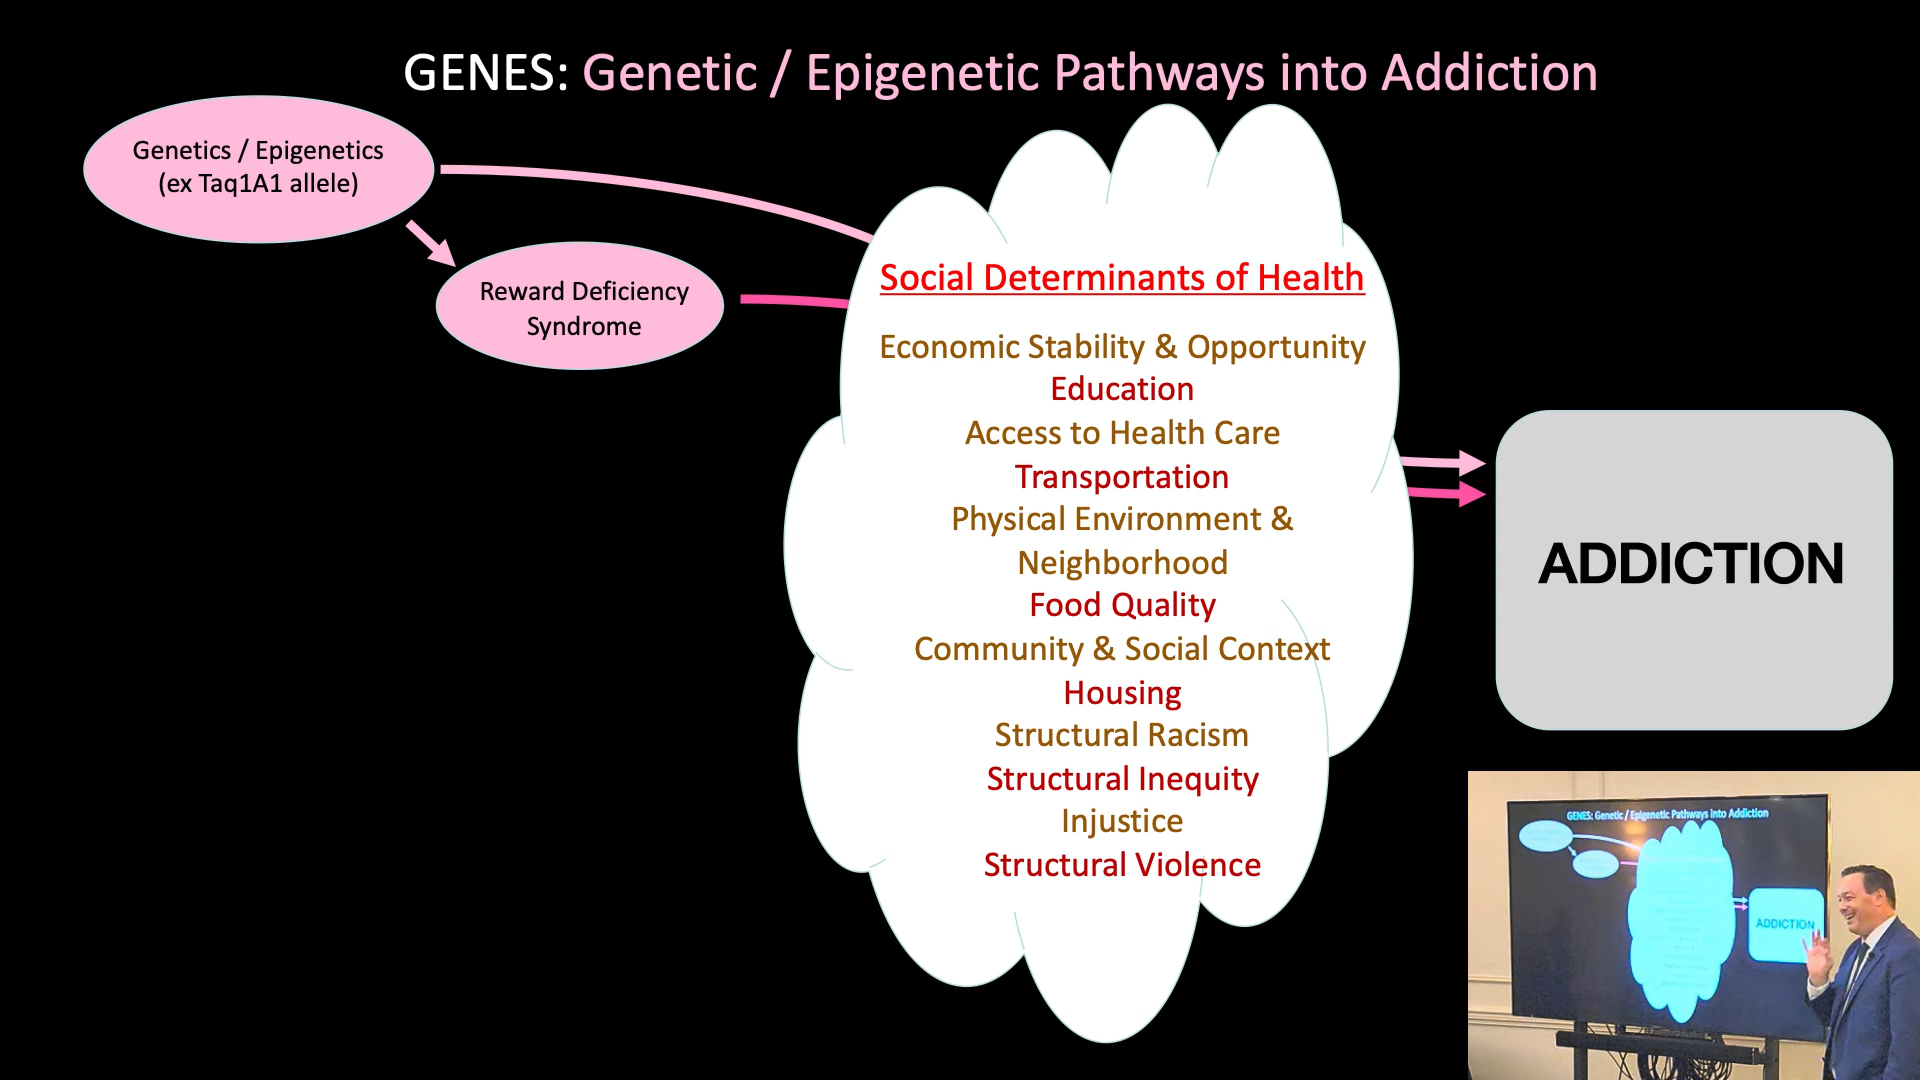 GENES: Genetic / Epigenetic Pathways into Addiction
Genetics / Epigenetics
(ex Taq1A1 allele)
Reward Deficiency
Syndrome
Social Determinants of Health
Economic Stability & Opportunity
Education
Access to Health Care
Transportation
Physical Environment &
Neighborhood
Food Quality
Community & Social Context
Housing
Structural Racism
Structural Inequity
Injustice
Structural Violence
ADDICTION
GENES: Genetic / Epigenetic Pathways into Addiction
ADDICTION